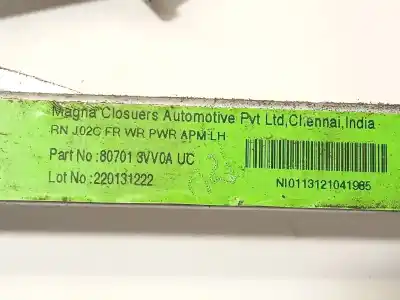 Magna Closuers Automotive Pvt Ltd,Chennai,India
RN J02C FR WR PWR APM LH
Part No :80701 3VV0A UC
Lot No :220131222
NI0113121041985